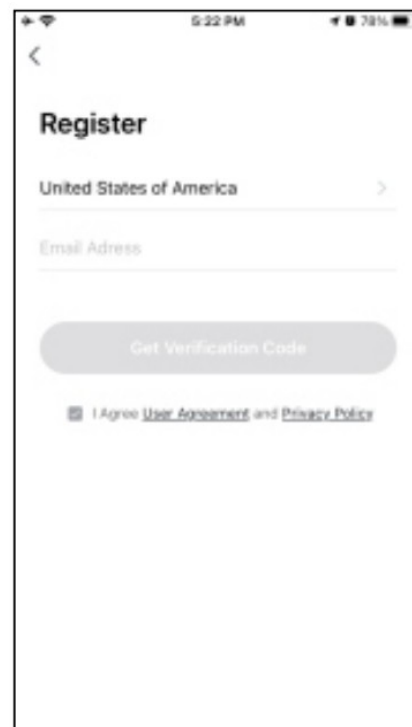 5:22 PM
78%
Register
United States of America
Email Adress
Get Verification Code
I Agree User Agreement and Privacy Policy